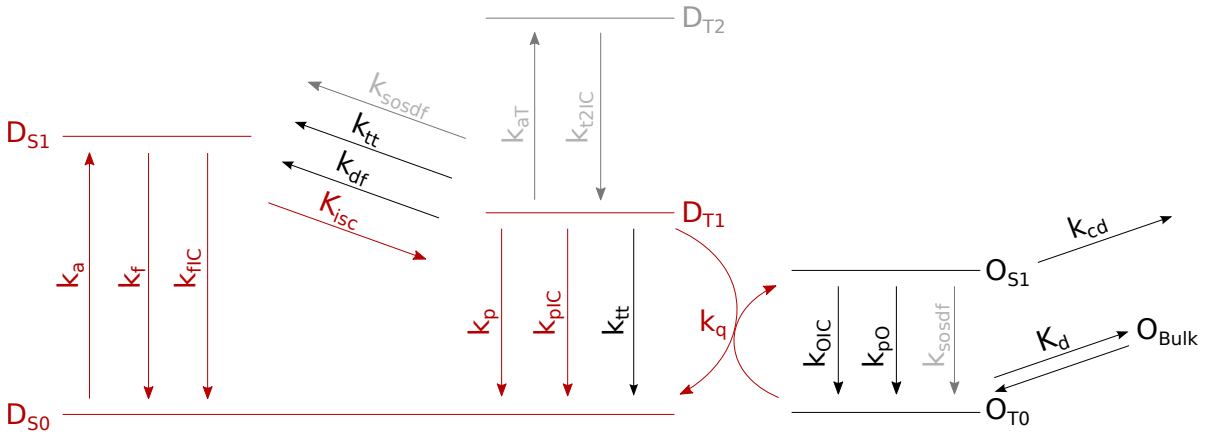 D_T2
k_sosdf
k_aT
k_t2IC
D_S1
k_tt
k_df
K_isc
D_T1
k_cd
k_a
k_f
k_fIC
O_S1
k_p
k_pIC
k_tt
k_q
k_OIC
k_pO
k_sosdf
K_d
O_Bulk
D_S0
O_T0